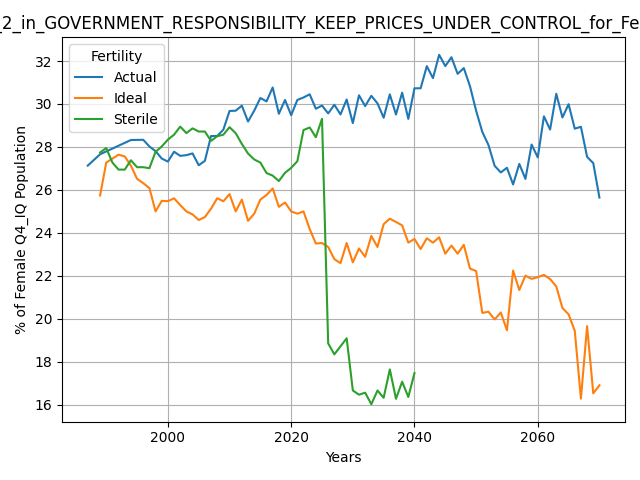 _2_in_GOVERNMENT_RESPONSIBILITY_KEEP_PRICES_UNDER_CONTROL_for_Fe
Fertility
Actual
Ideal
Sterile
% of Female Q4_IQ Population
32
30
28
26
24
22
20
18
16
2000
2020
2040
2060
Years